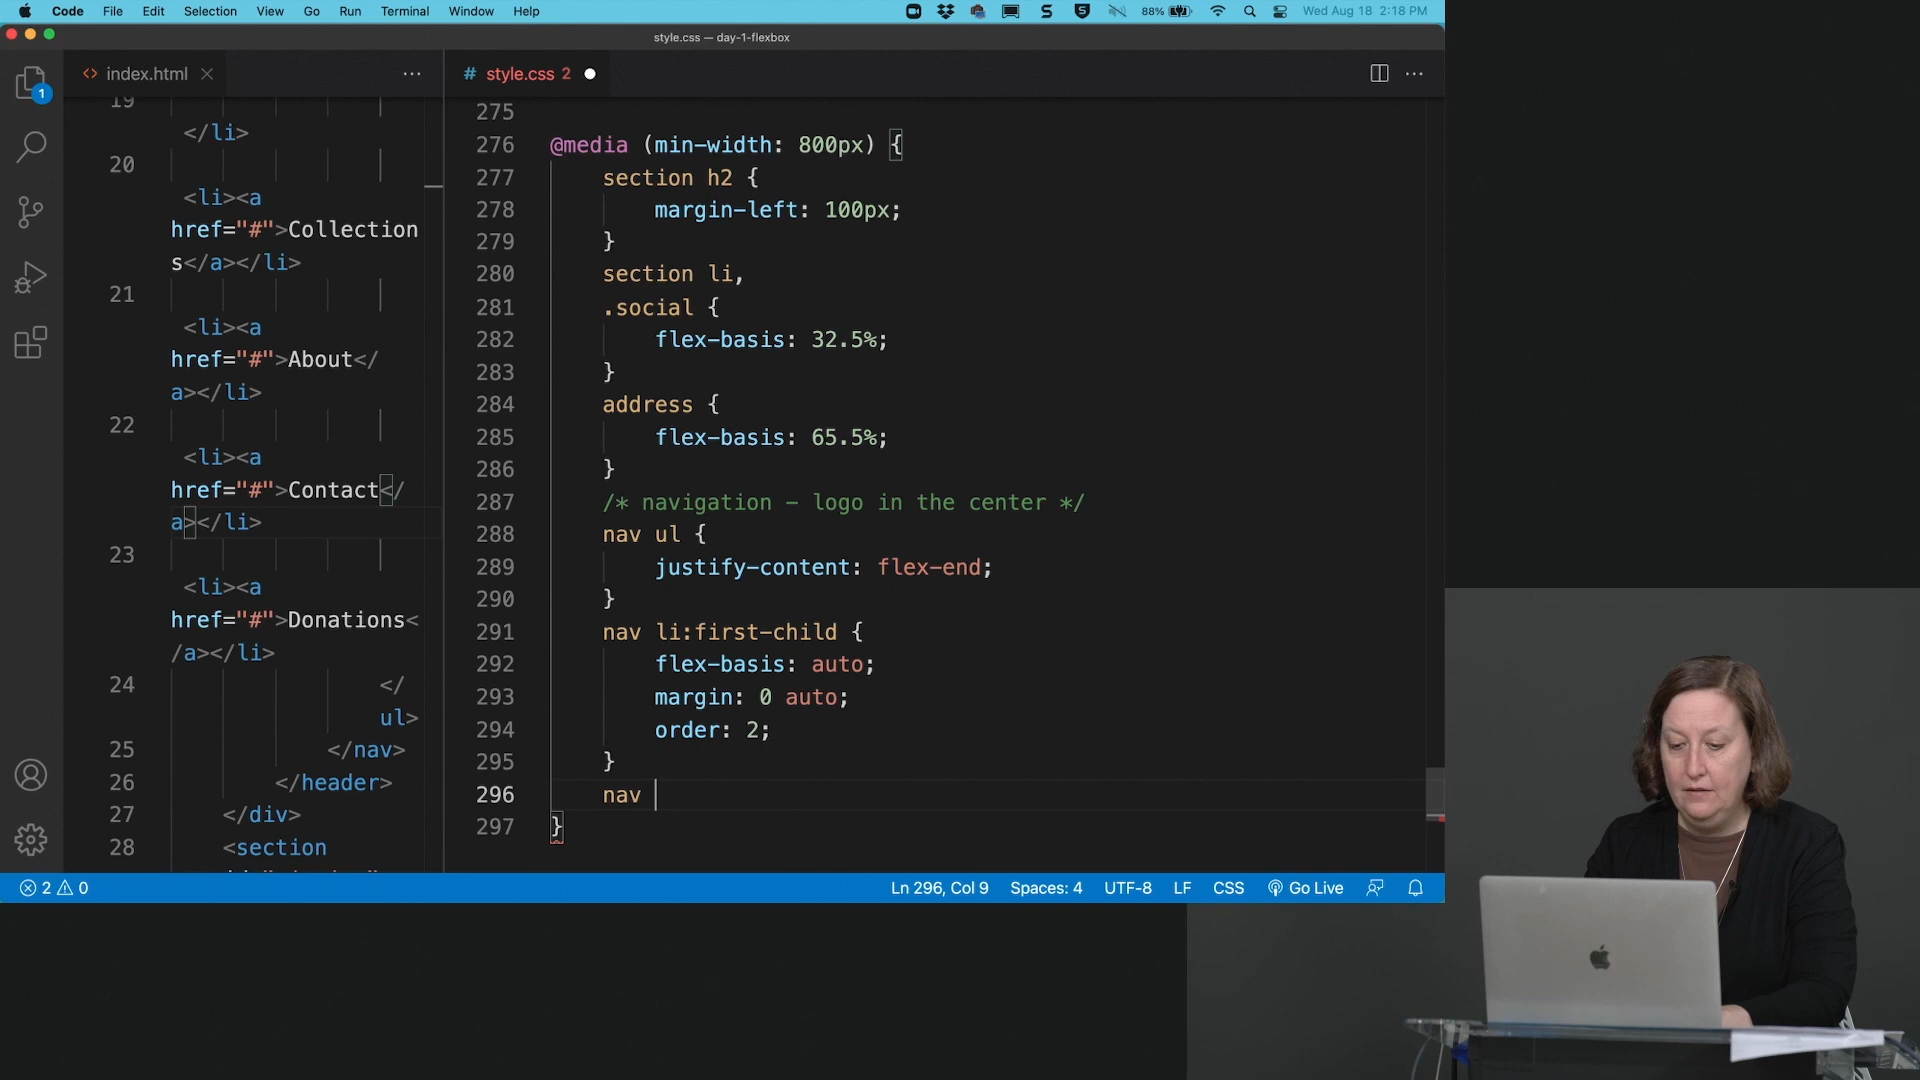 Code File Edit Selection View Go Run Terminal Window Help 88% Wed Aug 18 2:18 PM
style.css — day-1-flexbox
index.html
# style.css 2
1
19
</li>
20
<li><a
href="#">Collection
s</a></li>
21
<li><a
href="#">About</
a></li>
22
<li><a
href="#">Contact</
a></li>
23
<li><a
href="#">Donations<
/a></li>
24 </
ul>
25 </nav>
26 </header>
27 </div>
28 <section
275
276 @media (min-width: 800px) {
277 section h2 {
278 margin-left: 100px;
279 }
280 section li,
281 .social {
282 flex-basis: 32.5%;
283 }
284 address {
285 flex-basis: 65.5%;
286 }
287 /* navigation – logo in the center */
288 nav ul {
289 justify-content: flex-end;
290 }
291 nav li:first-child {
292 flex-basis: auto;
293 margin: 0 auto;
294 order: 2;
295 }
296 nav
297 }
2 0 Ln 296, Col 9 Spaces: 4 UTF-8 LF CSS Go Live